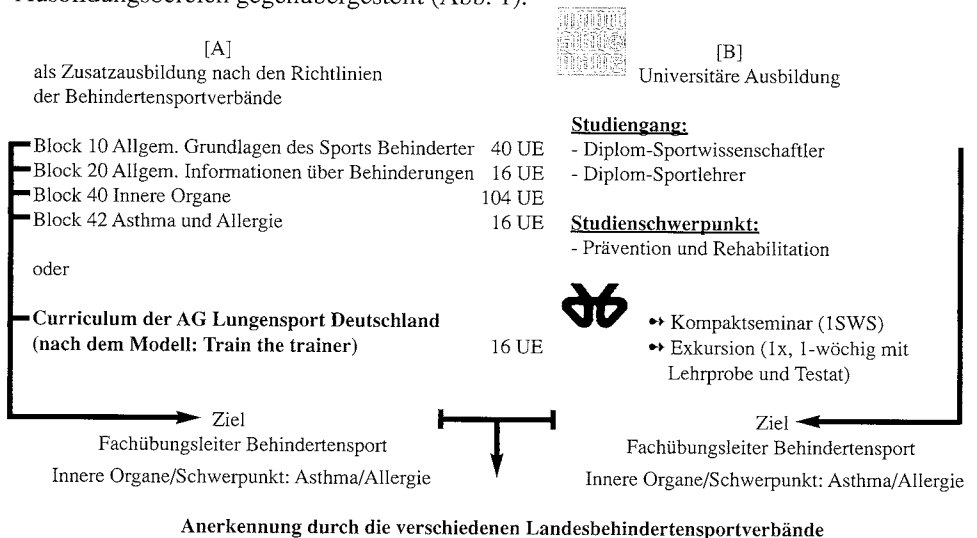 Ausbildungsbereich gegenübergestellt (Abb. 1).
[A]
als Zusatzausbildung nach den Richtlinien
der Behindertensportverbände
Block 10 Allgem. Grundlagen des Sports Behinderter 40 UE
Block 20 Allgem. Informationen über Behinderungen 16 UE
Block 40 Innere Organe 104 UE
Block 42 Asthma und Allergie 16 UE
oder
Curriculum der AG Lungensport Deutschland
(nach dem Modell: Train the trainer) 16 UE
Ziel
Fachübungsleiter Behindertensport
Innere Organe/Schwerpunkt: Asthma/Allergie
[B]
Universitäre Ausbildung
Studiengang:
- Diplom-Sportwissenschaftler
- Diplom-Sportlehrer
Studienschwerpunkt:
- Prävention und Rehabilitation
Kompaktseminar (1SWS)
Exkursion (1x, 1-wöchig mit
Lehrprobe und Testat)
Ziel
Fachübungsleiter Behindertensport
Innere Organe/Schwerpunkt: Asthma/Allergie
Anerkennung durch die verschiedenen Landesbehindertensportverbände